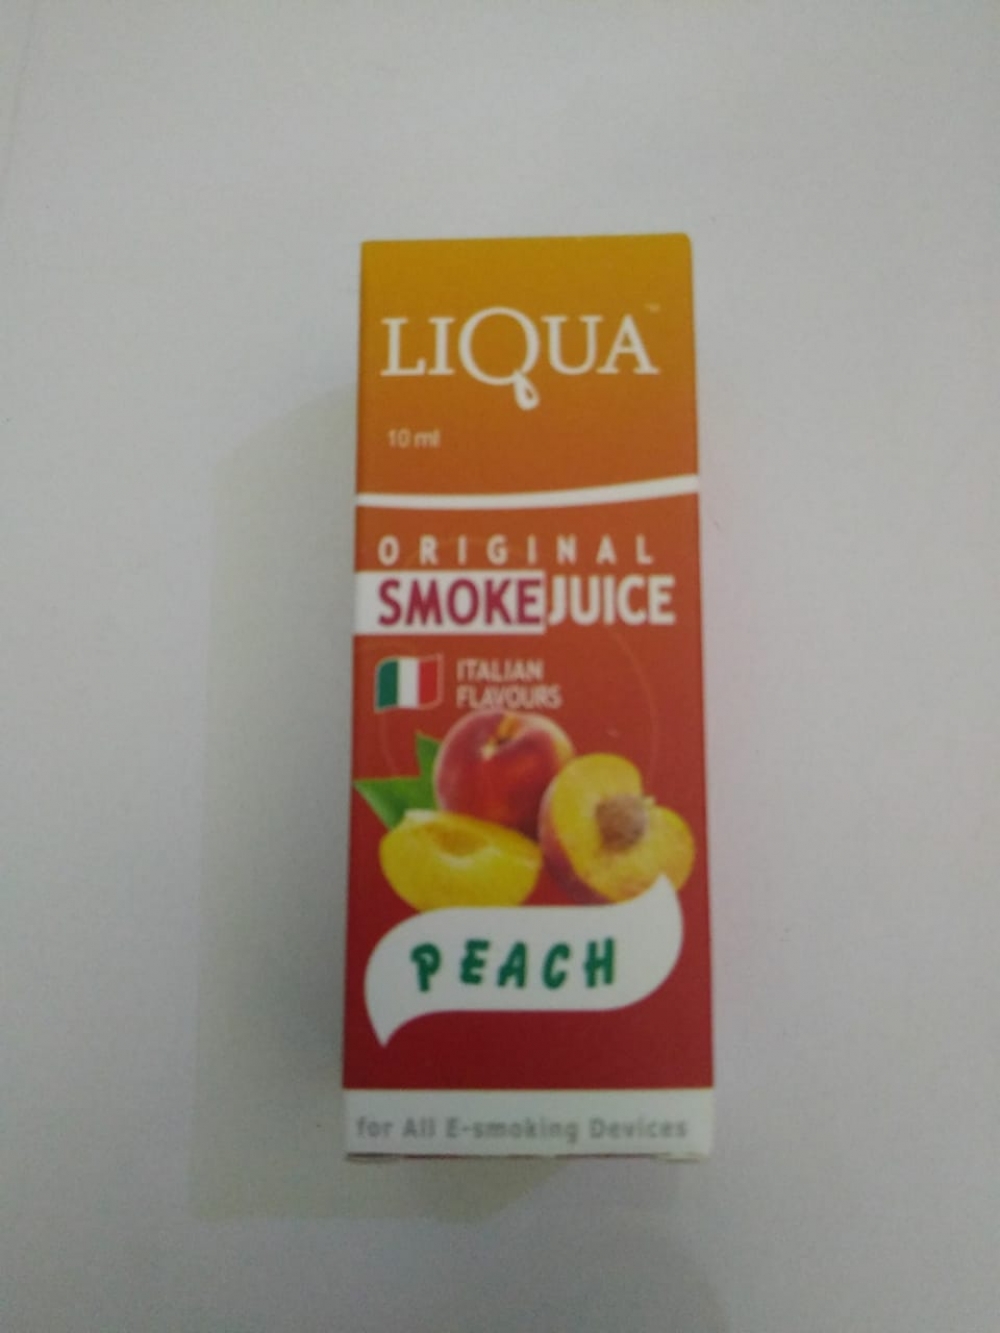 LIQUA™
10 ml
ORIGINAL
SMOKEJUICE
ITALIAN
FLAVOURS
PEACH
for All E-smoking Devices